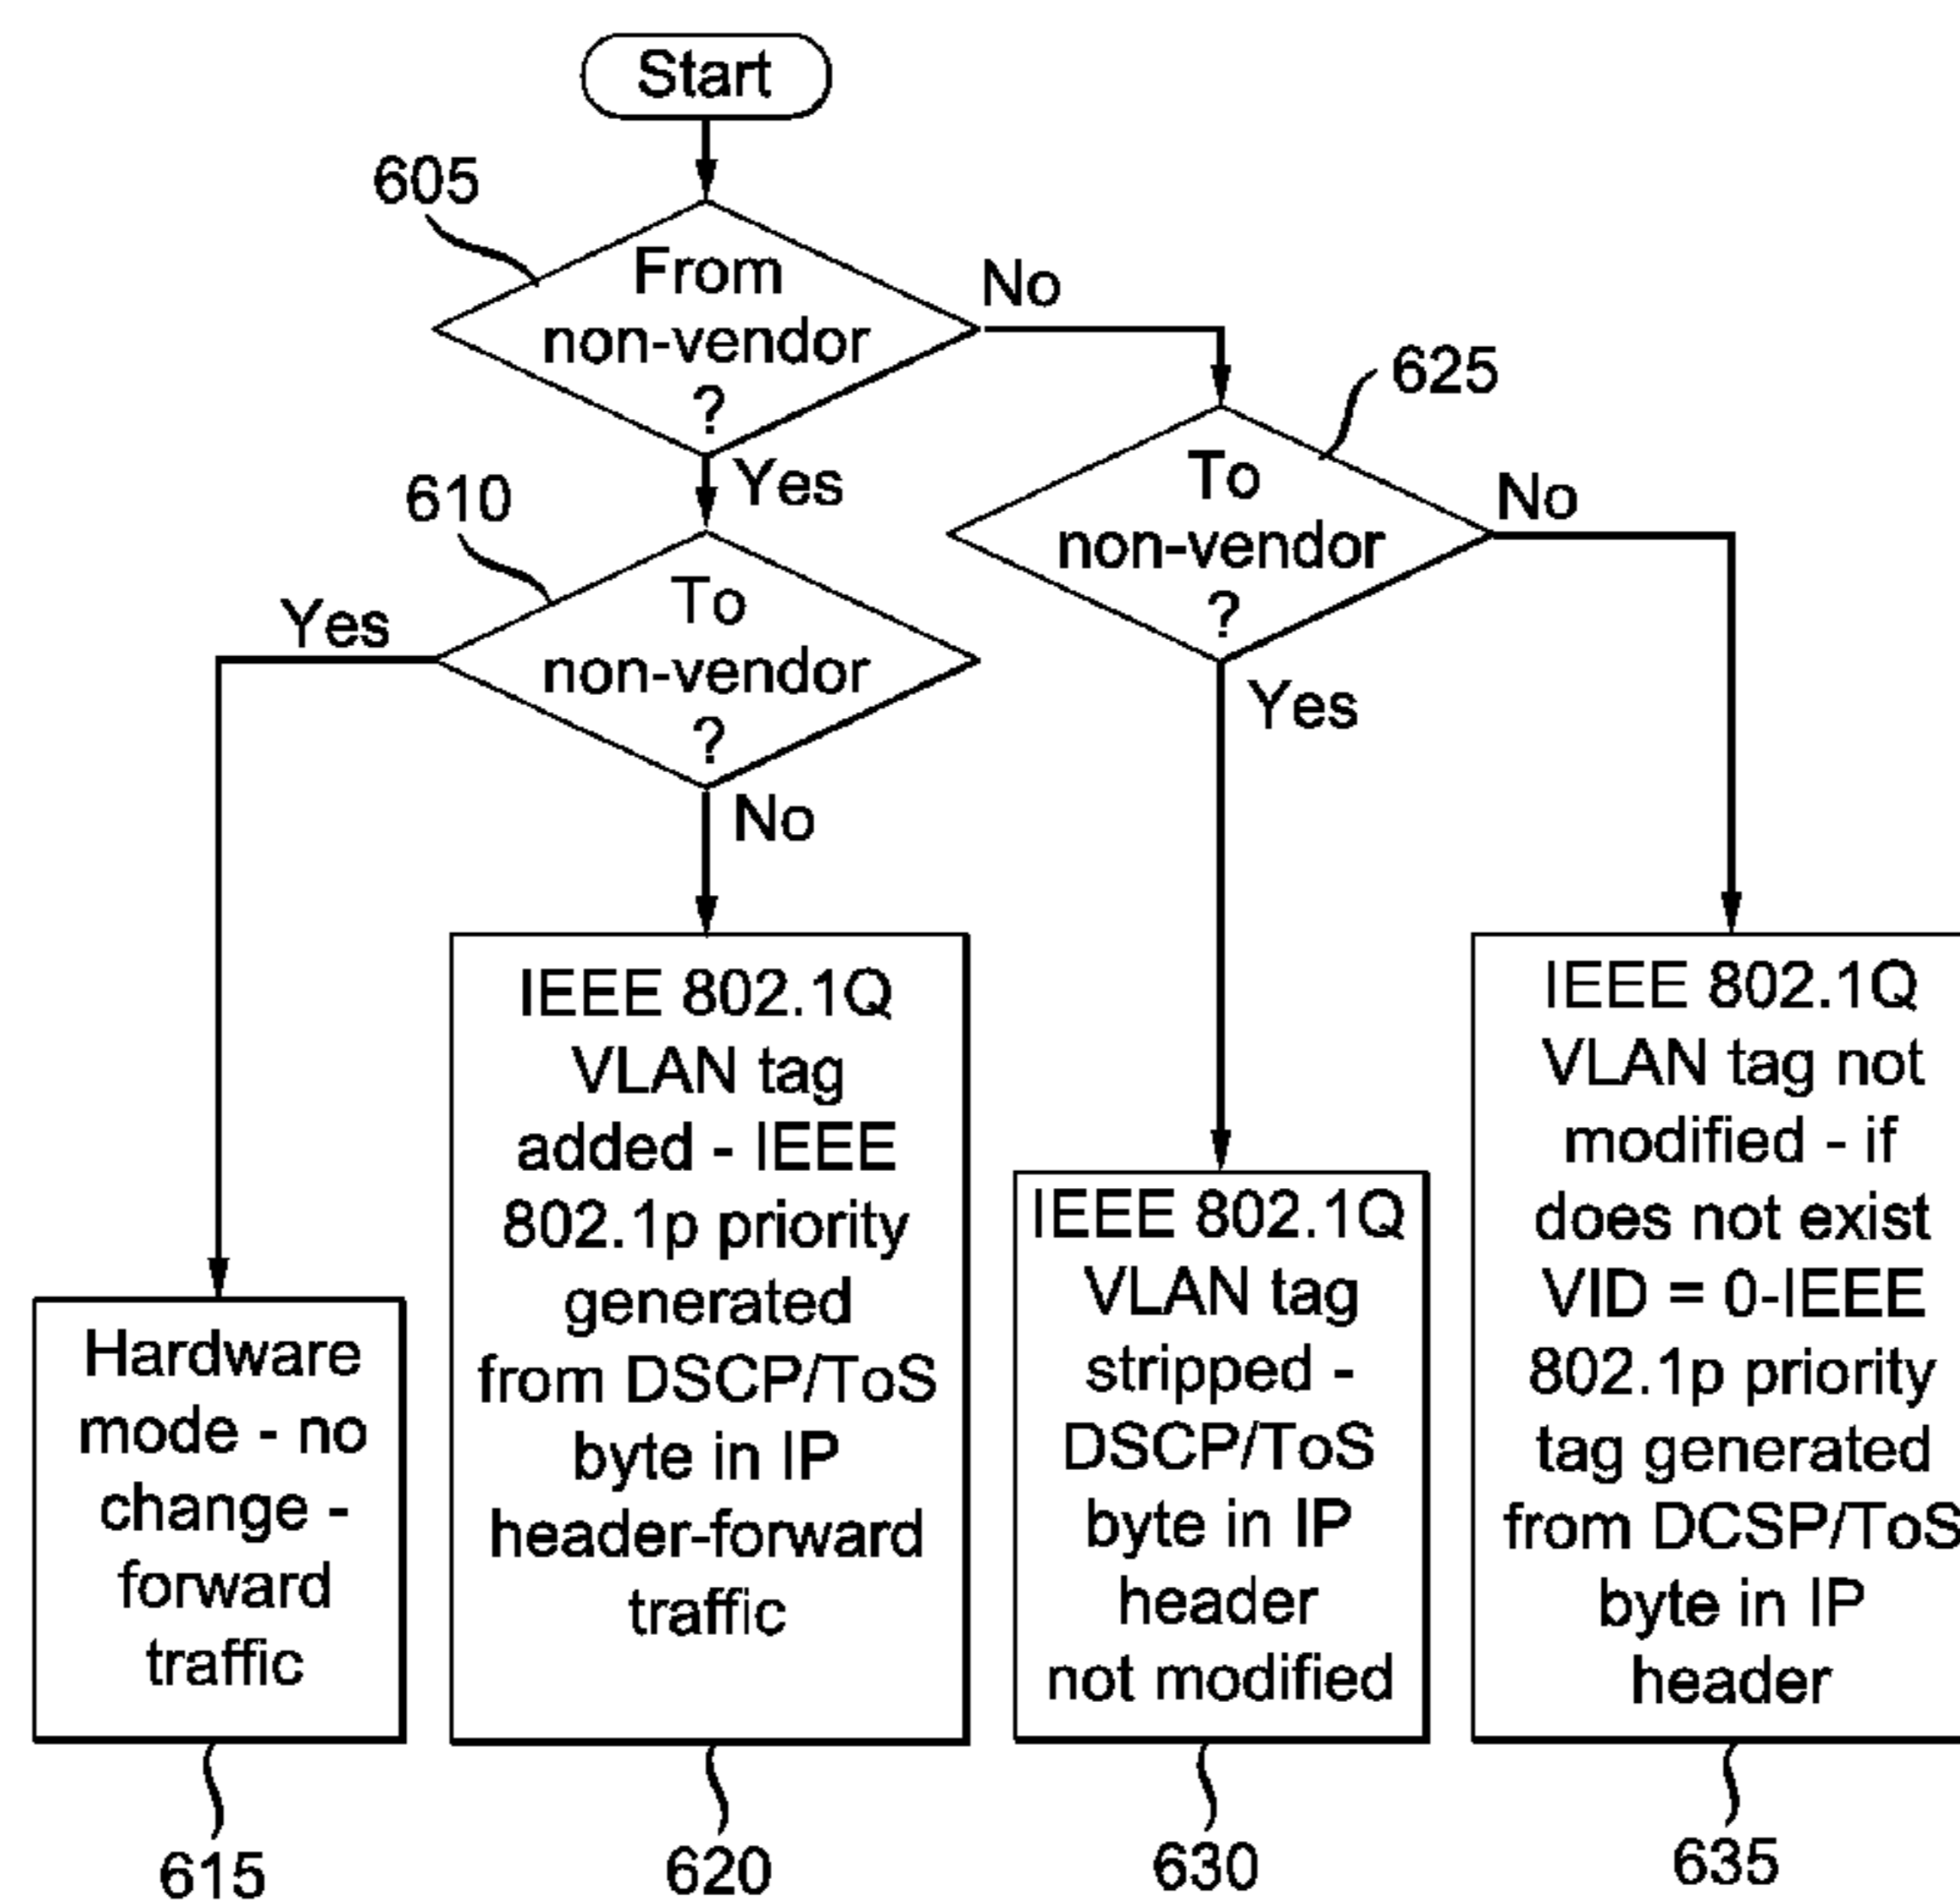 Start
605
From
non-vendor
?
No
Yes
625
To
non-vendor
?
No
Yes
610
To
non-vendor
?
Yes
No
Hardware
mode - no
change -
forward
traffic
615
IEEE 802.1Q
VLAN tag
added - IEEE
802.1p priority
generated
from DSCP/ToS
byte in IP
header-forward
traffic
620
IEEE 802.1Q
VLAN tag
stripped -
DSCP/ToS
byte in IP
header
not modified
630
IEEE 802.1Q
VLAN tag not
modified - if
does not exist
VID = 0-IEEE
802.1p priority
tag generated
from DCSP/ToS
byte in IP
header
635